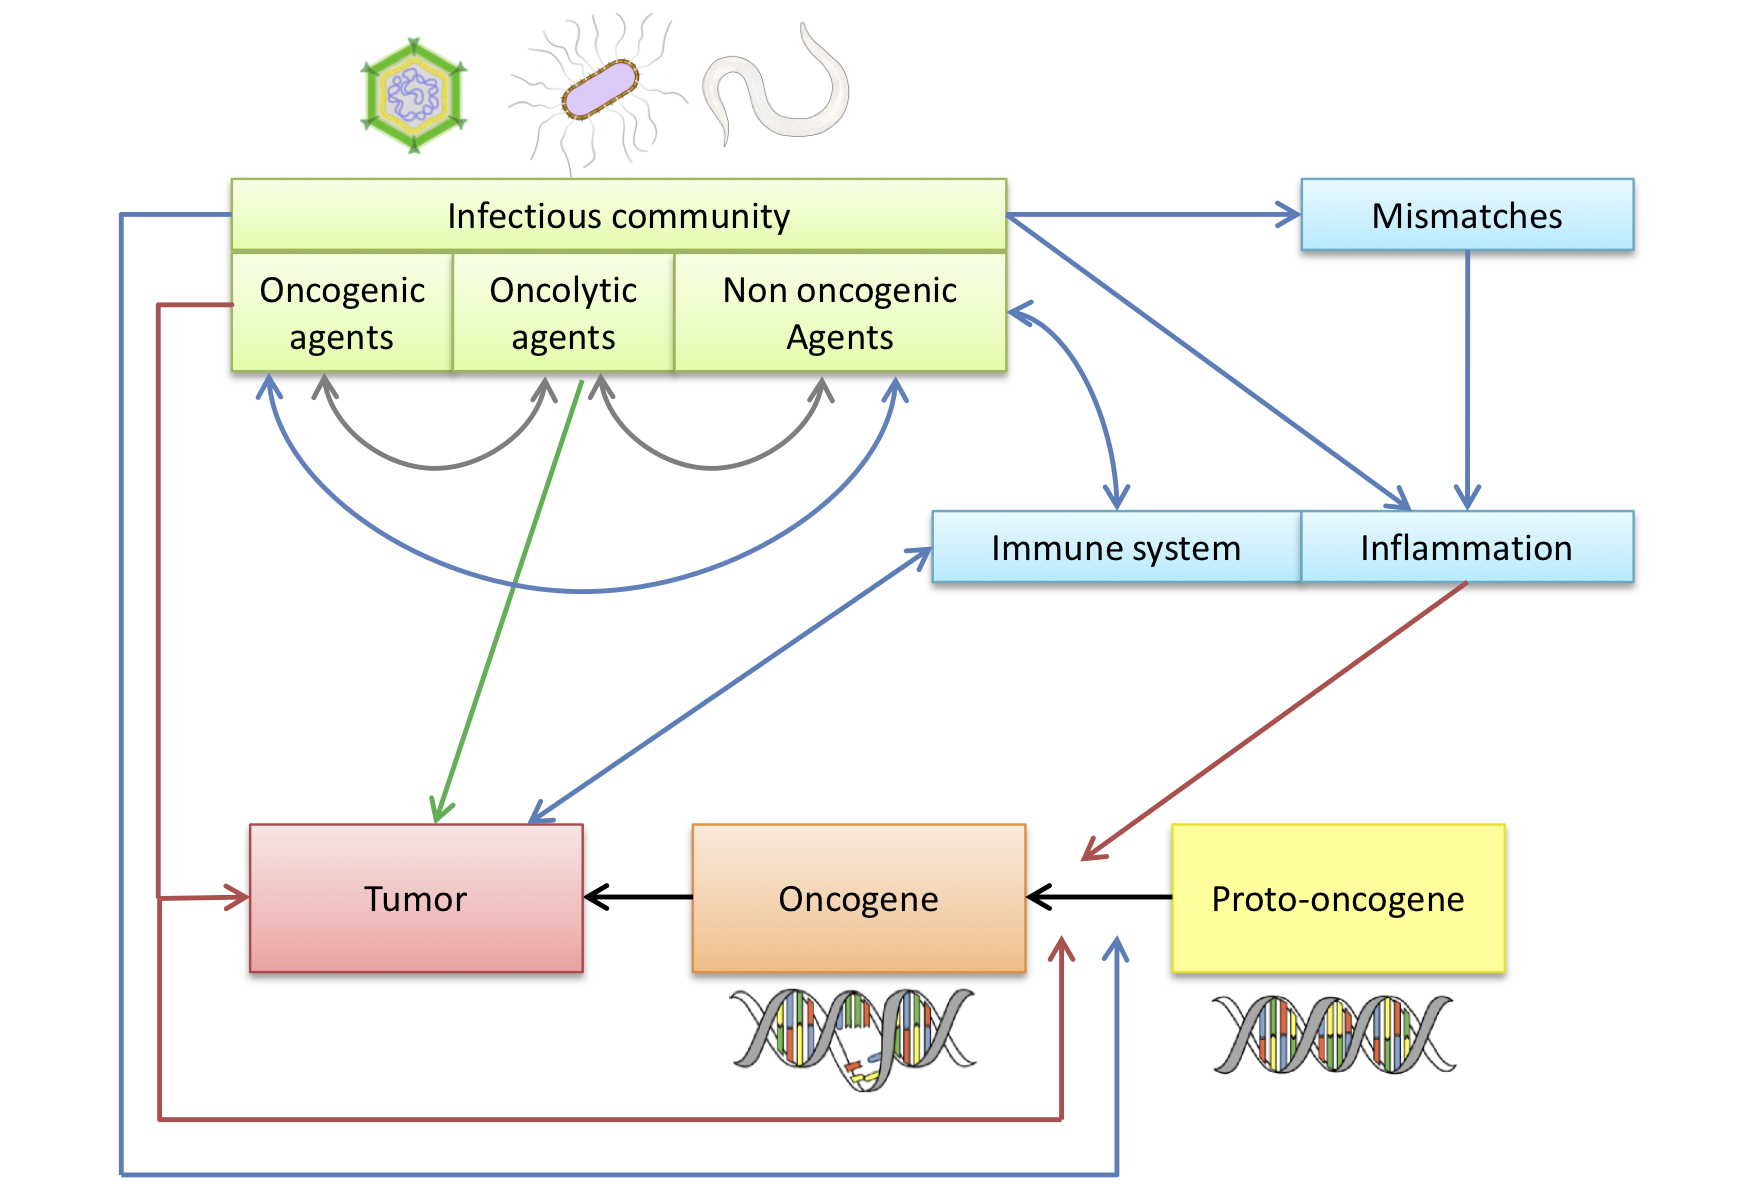 Infectious community
Mismatches
Oncogenic
agents
Oncolytic
agents
Non oncogenic
Agents
Immune system
Inflammation
Tumor
Oncogene
Proto-oncogene